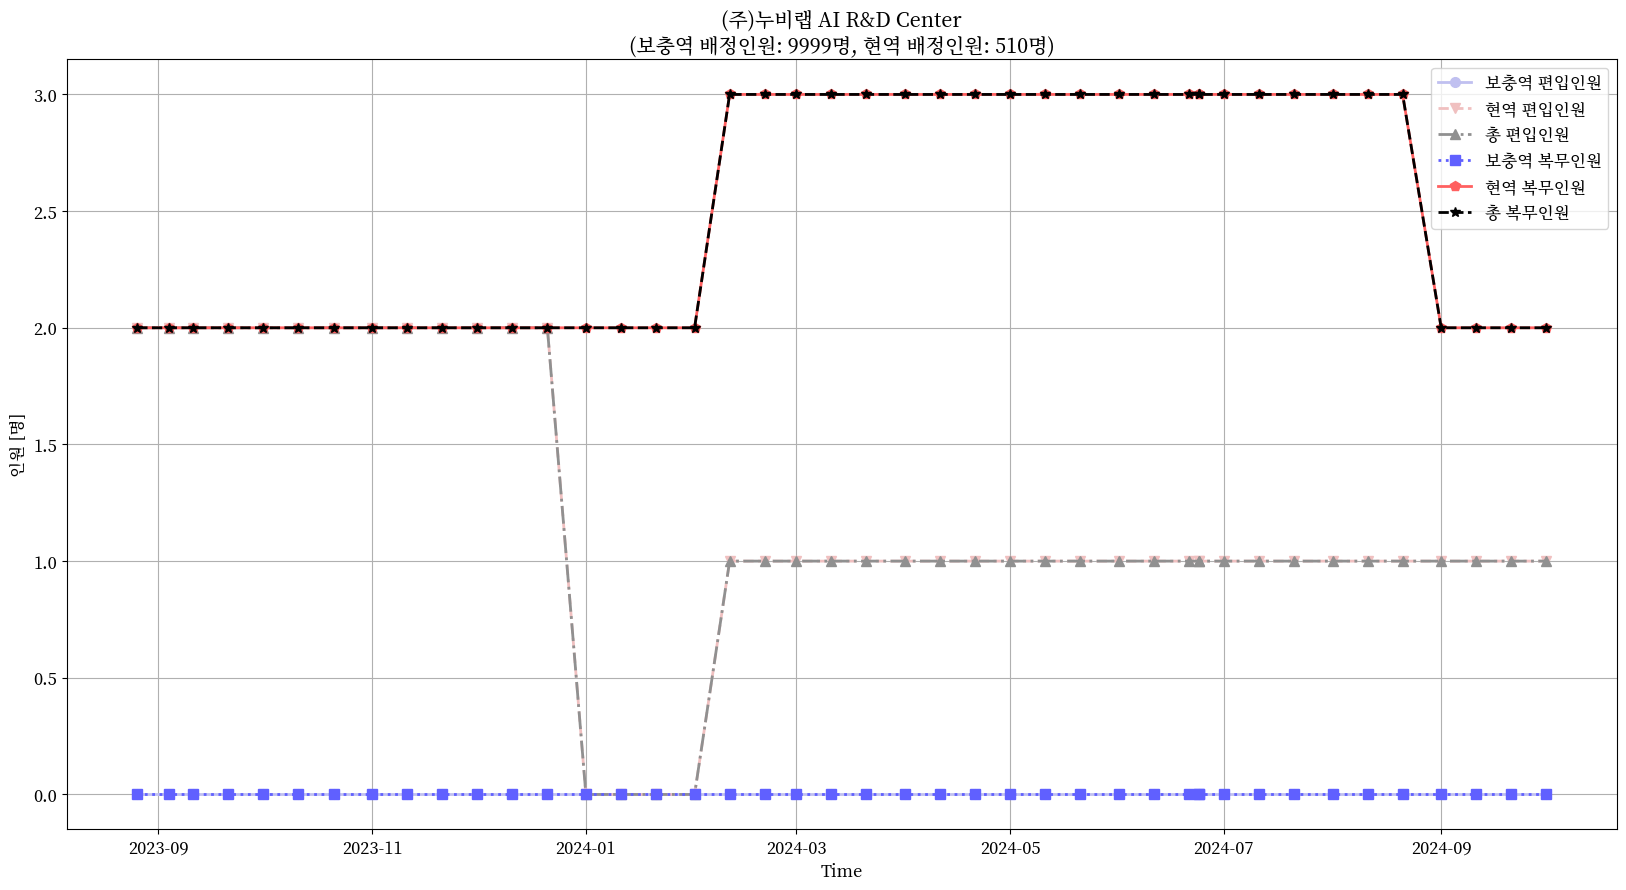 (주)누비랩 AI R&D Center
(보충역 배정인원: 9999명, 현역 배정인원: 510명)
보충역 편입인원
현역 편입인원
총 편입인원
보충역 복무인원
현역 복무인원
총 복무인원
인원 [명]
3.0
2.5
2.0
1.5
1.0
0.5
0.0
2023-09
2023-11
2024-01
2024-03
2024-05
2024-07
2024-09
Time